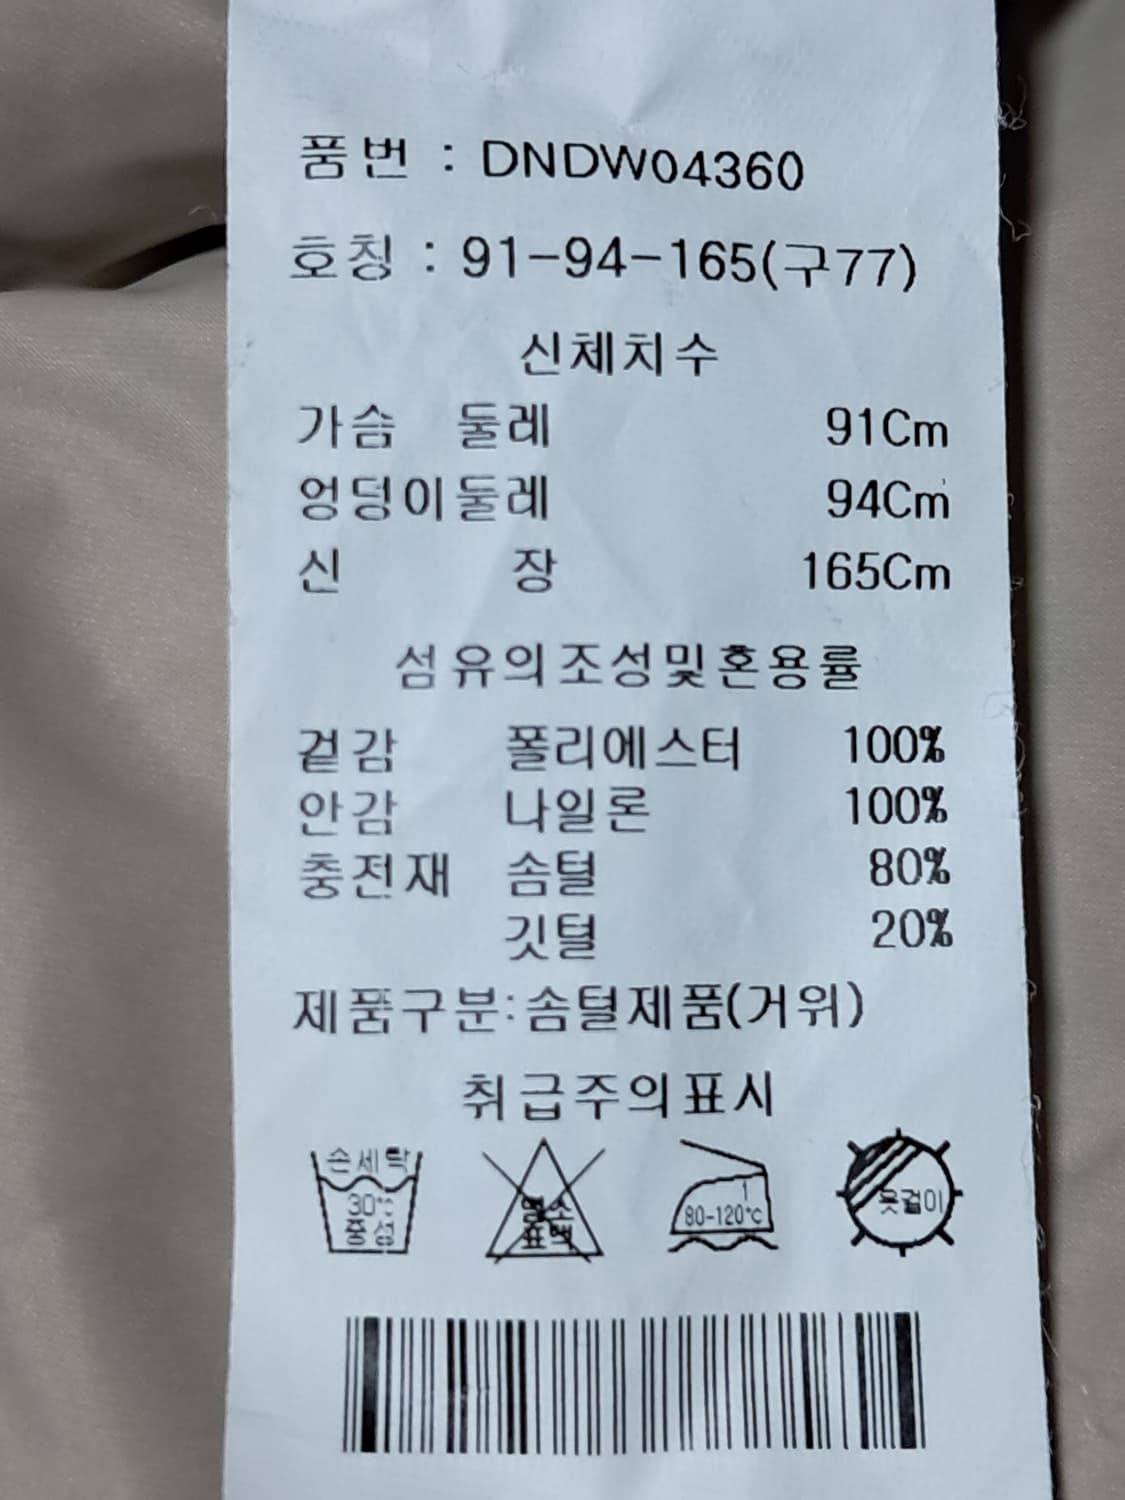 품번 : DNDW04360
호칭 : 91-94-165(구77)
신체치수
가슴 둘레 91Cm
엉덩이둘레 94Cm
신 장 165Cm
섬유의조성및혼용률
겉감 폴리에스터 100%
안감 나일론 100%
충전재 솜털 80%
깃털 20%
제품구분:솜털제품(거위)
취급주의표시
손세탁
30℃
중성
염소
표백
1
80-120℃
옷걸이